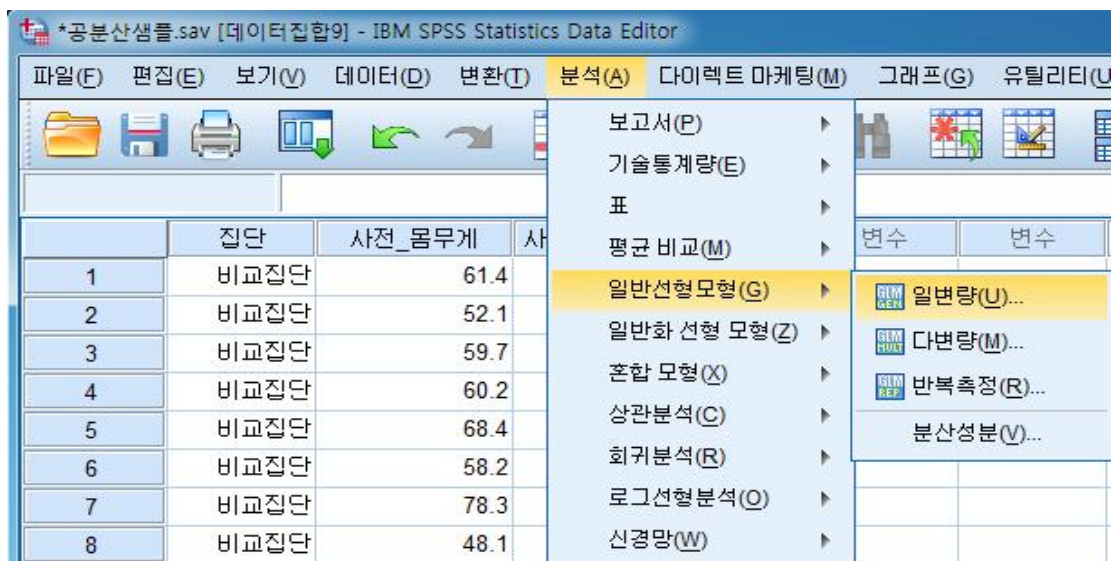 *공분산샘플.sav [데이터집합9] - IBM SPSS Statistics Data Editor
파일(F) 편집(E) 보기(V) 데이터(D) 변환(T) 분석(A) 다이렉트 마케팅(M) 그래프(G) 유틸리티(U
보고서(P)
기술통계량(E)
표
평균 비교(M)
일반선형모형(G)
일반화 선형 모형(Z)
혼합 모형(X)
상관분석(C)
회귀분석(R)
로그선형분석(O)
신경망(W)
GLM GEN 일변량(U)...
GLM MULT 다변량(M)...
GLM REP 반복측정(R)...
분산성분(V)...
집단 사전_몸무게 사 변수 변수
1 비교집단 61.4
2 비교집단 52.1
3 비교집단 59.7
4 비교집단 60.2
5 비교집단 68.4
6 비교집단 58.2
7 비교집단 78.3
8 비교집단 48.1